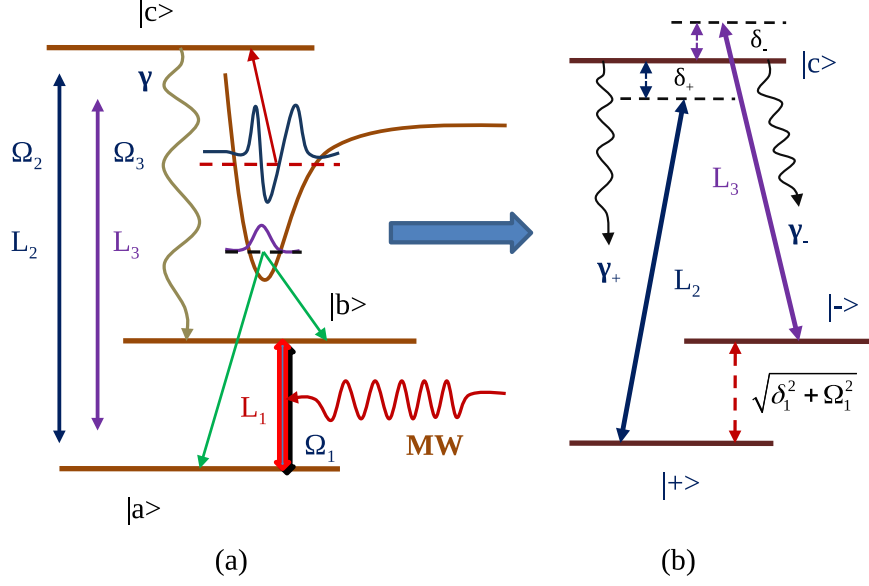 |c>
γ
Ω₂
Ω₃
L₂
L₃
|b>
L₁
Ω₁
MW
|a>
(a)
δ₋
|c>
δ₊
L₃
γ₋
γ₊
L₂
|->
√(δ₁² + Ω₁²)
|+>
(b)